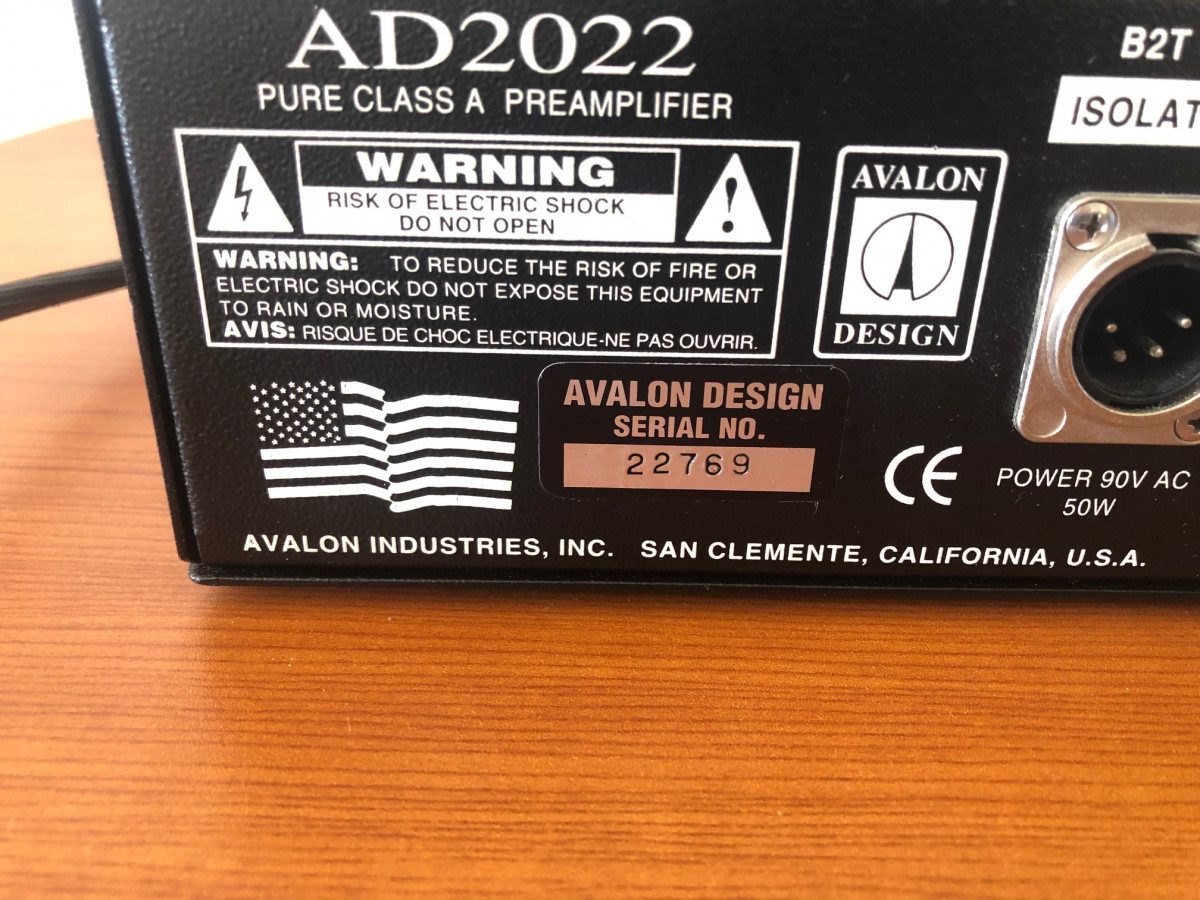 AD2022
PURE CLASS A PREAMPLIFIER
B2T
ISOLAT
WARNING
RISK OF ELECTRIC SHOCK
DO NOT OPEN
WARNING: TO REDUCE THE RISK OF FIRE OR
ELECTRIC SHOCK DO NOT EXPOSE THIS EQUIPMENT
TO RAIN OR MOISTURE.
AVIS: RISQUE DE CHOC ELECTRIQUE-NE PAS OUVRIR.
AVALON
DESIGN
AVALON DESIGN
SERIAL NO.
22769
CE
POWER 90V AC
50W
AVALON INDUSTRIES, INC. SAN CLEMENTE, CALIFORNIA, U.S.A.